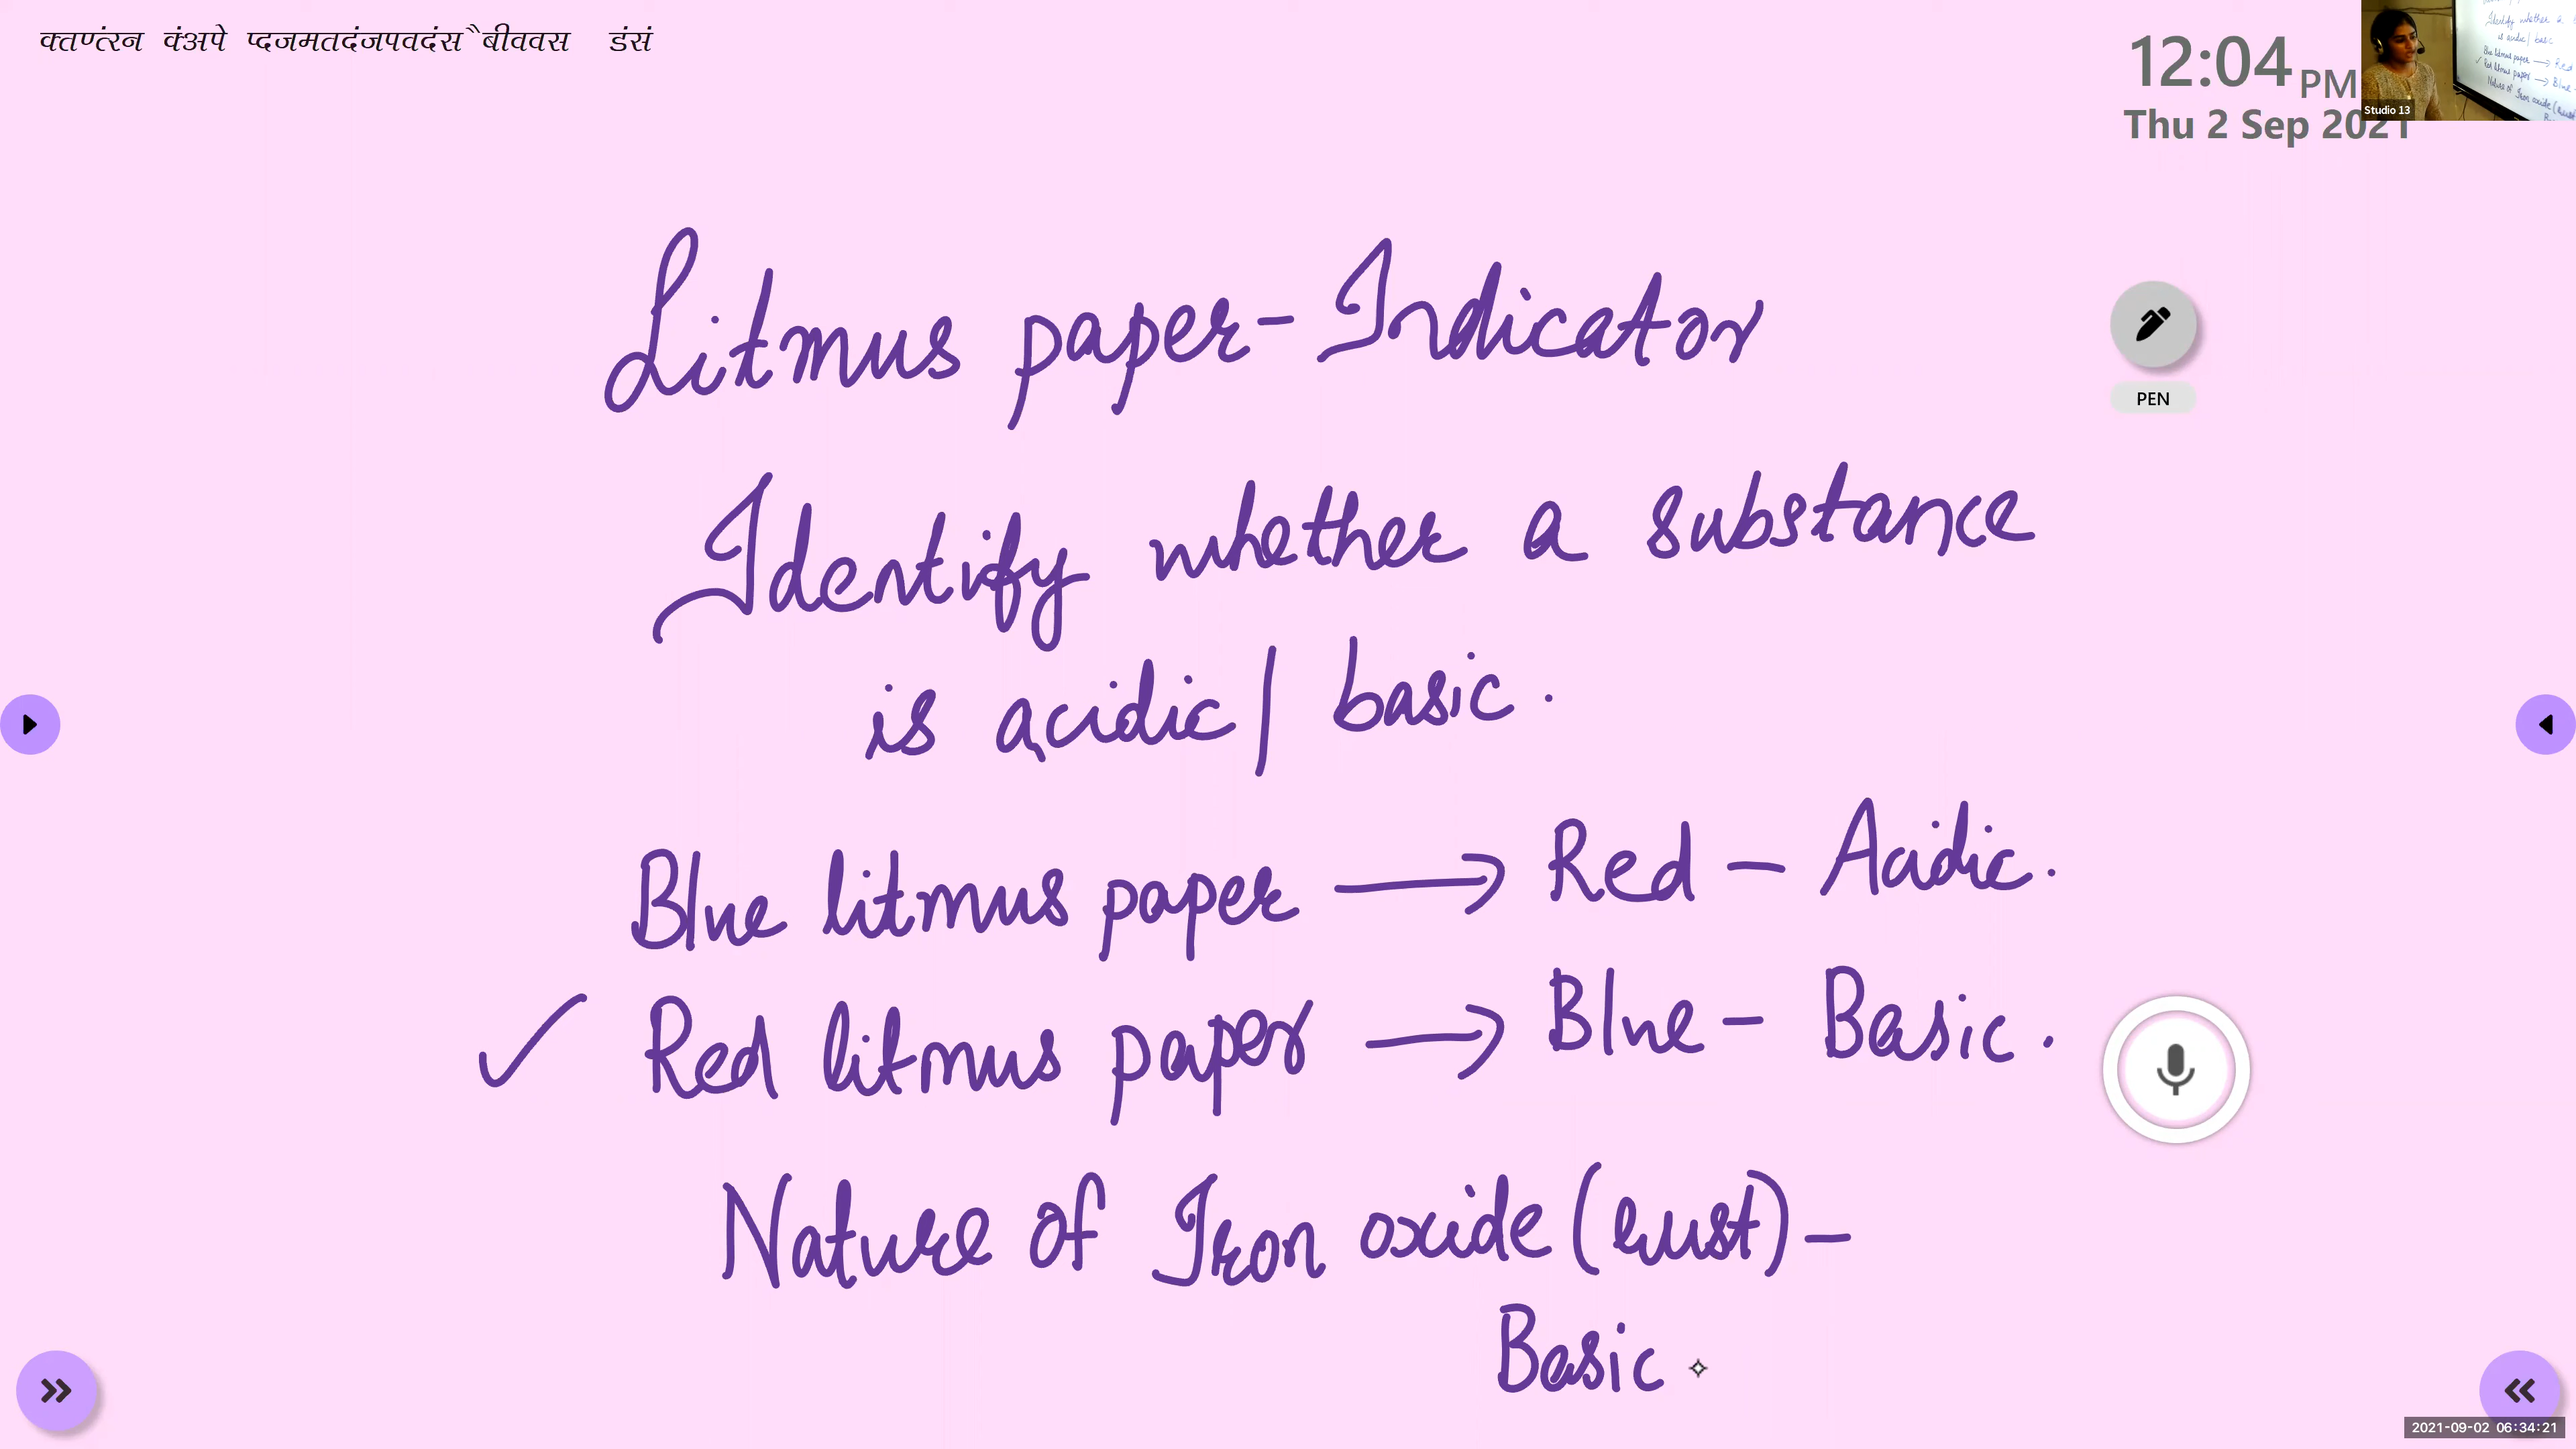 क्तण्त्ंरन क्ंअपे प्दजमतदंजपवदंस ैबीववस डंसं
12:04 PM
Thu 2 Sep 2021
Studio 13
Litmus paper - Indicator
PEN
Identify whether a substance
is acidic / basic.
Blue litmus paper → Red - Acidic.
✓ Red litmus paper → Blue - Basic.
Nature of Iron oxide (rust) -
Basic
2021-09-02 06:34:21